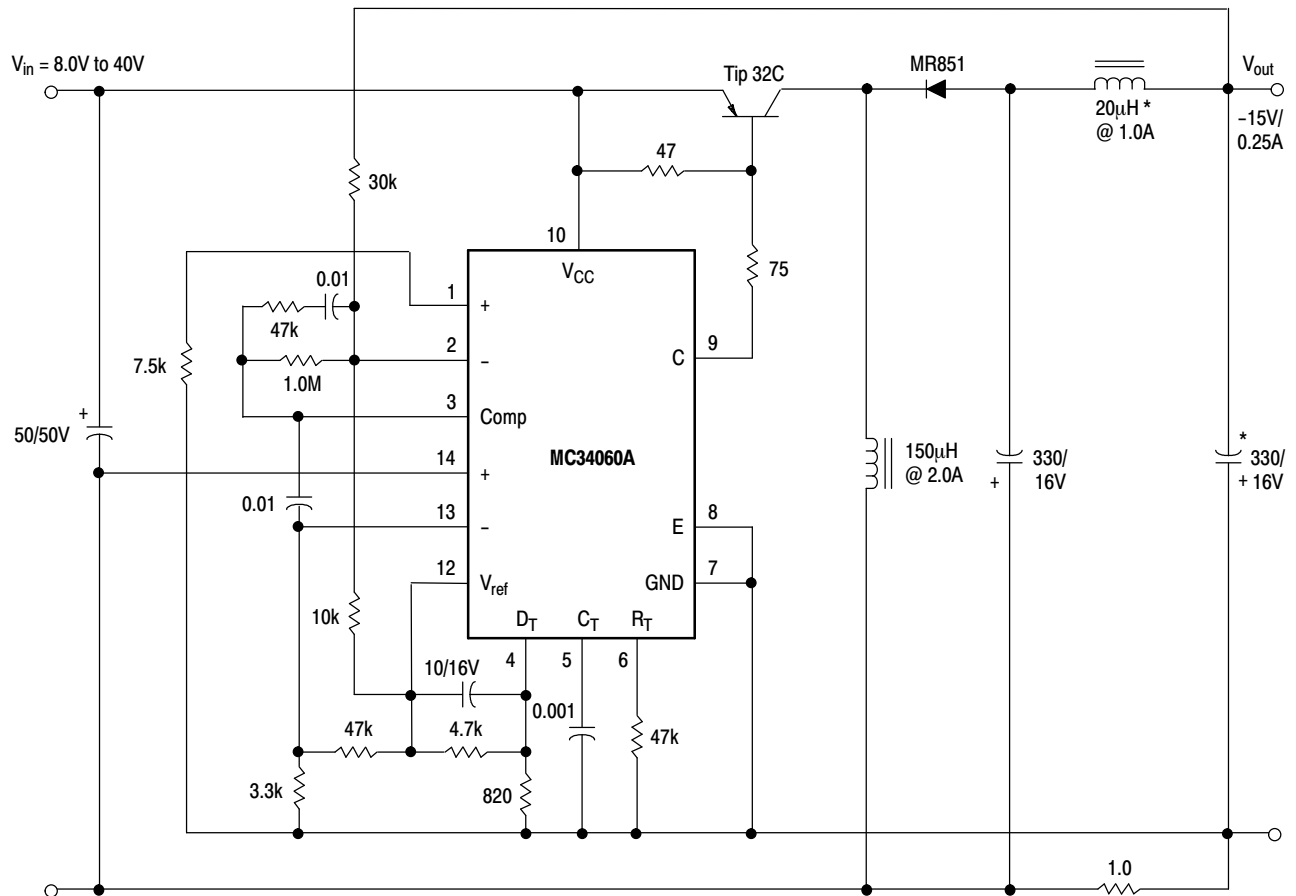 V_in = 8.0V to 40V
Tip 32C
MR851
V_out
20μH *
@ 1.0A
–15V/
0.25A
47
30k
10
V_CC
75
0.01
1
+
47k
2
–
C
9
7.5k
1.0M
3
Comp
+
50/50V
MC34060A
14
+
150μH
@ 2.0A
+
330/
16V
*
330/
+ 16V
0.01
13
–
E
8
12
V_ref
GND
7
10k
D_T
C_T
R_T
4
5
6
10/16V
0.001
47k
4.7k
47k
3.3k
820
1.0